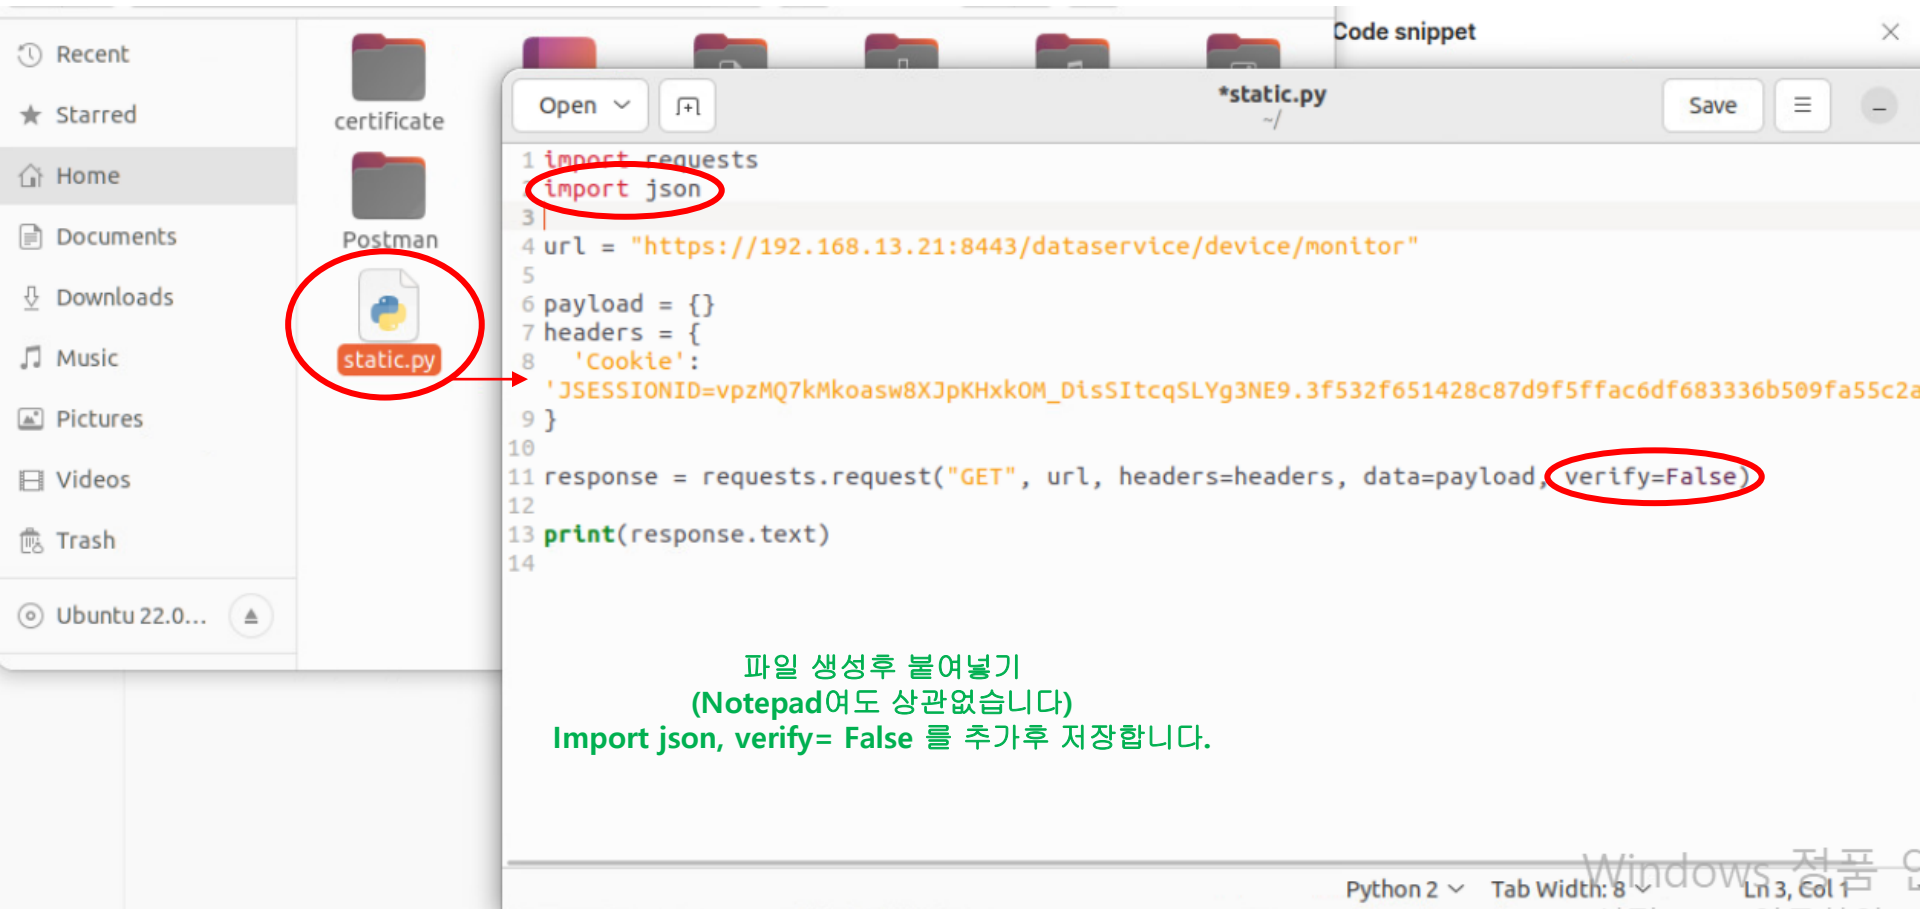 Recent
Starred
Home
Documents
Downloads
Music
Pictures
Videos
Trash
Ubuntu 22.0...
certificate
Postman
static.py
Code snippet
Open
*static.py
~/
Save
1 import requests
2 import json
3
4 url = "https://192.168.13.21:8443/dataservice/device/monitor"
5
6 payload = {}
7 headers = {
8   'Cookie':
'JSESSIONID=vpzMQ7kMkoasw8XJpKHxkOM_DisSItcqSLYg3NE9.3f532f651428c87d9f5ffac6df683336b509fa55c2a
9 }
10
11 response = requests.request("GET", url, headers=headers, data=payload, verify=False)
12
13 print(response.text)
14
파일 생성후 붙여넣기
(Notepad여도 상관없습니다)
Import json, verify= False 를 추가후 저장합니다.
Windows 정품
Python 2
Tab Width: 8
Ln 3, Col 1